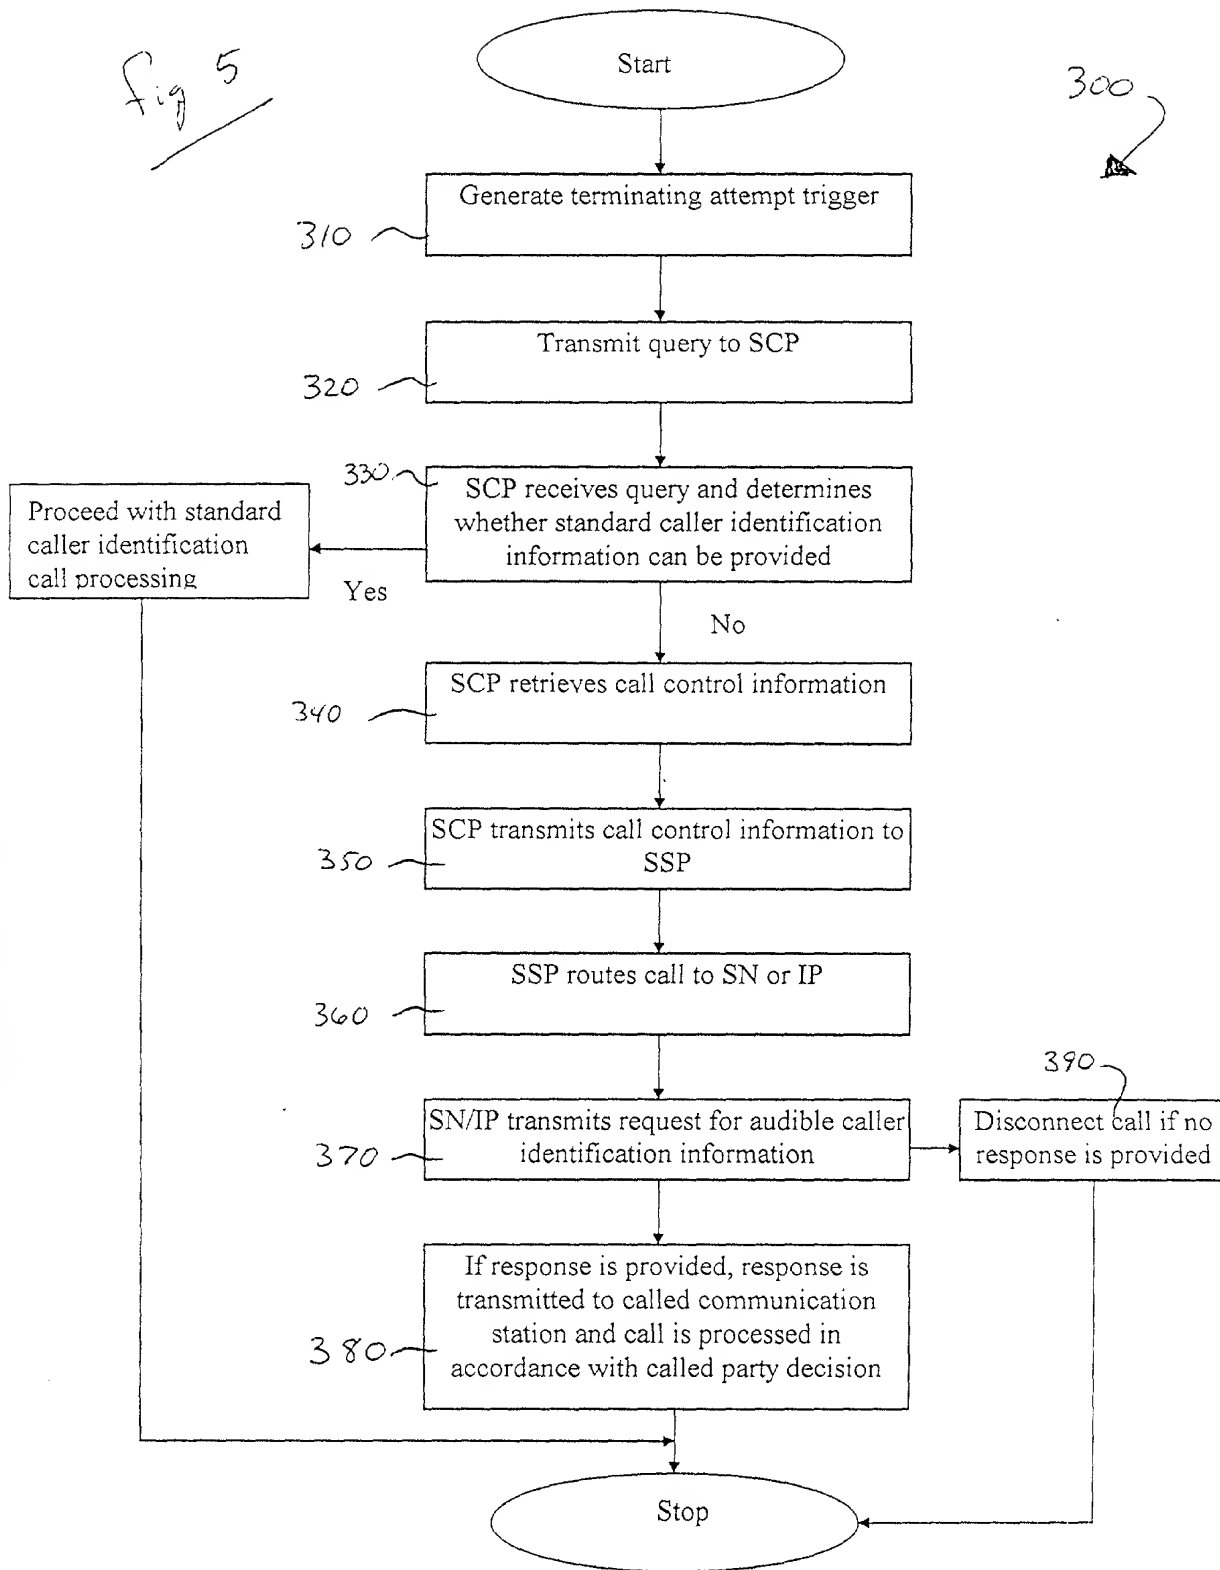 fig 5
Start
300
Generate terminating attempt trigger
310
Transmit query to SCP
320
330
SCP receives query and determines
whether standard caller identification
information can be provided
Proceed with standard
caller identification
call processing
Yes
No
SCP retrieves call control information
340
SCP transmits call control information to
SSP
350
SSP routes call to SN or IP
360
390
SN/IP transmits request for audible caller
identification information
370
Disconnect call if no
response is provided
If response is provided, response is
transmitted to called communication
station and call is processed in
accordance with called party decision
380
Stop